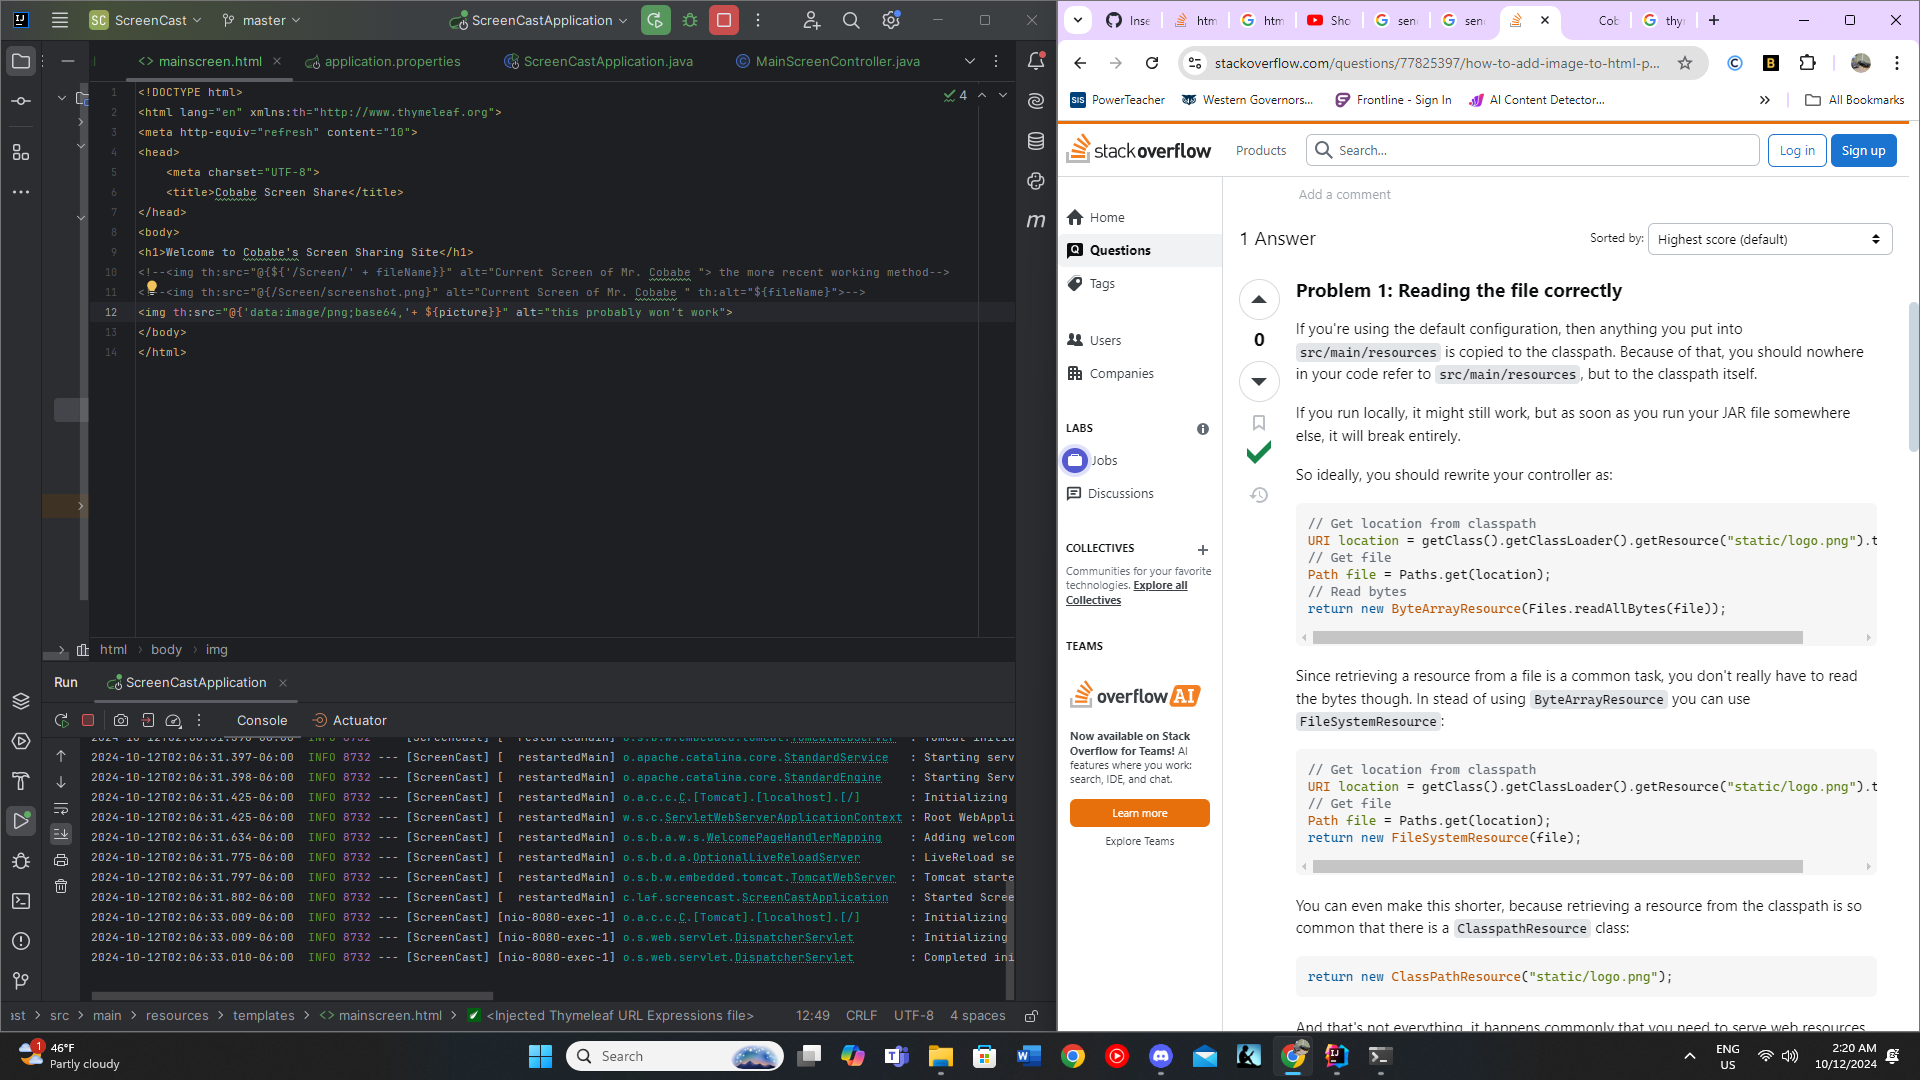 SC ScreenCast master ScreenCastApplication
mainscreen.html application.properties ScreenCastApplication.java MainScreenController.java
4
1 <!DOCTYPE html>
2 <html lang="en" xmlns:th="http://www.thymeleaf.org">
3 <meta http-equiv="refresh" content="10">
4 <head>
5 <meta charset="UTF-8">
6 <title>Cobabe Screen Share</title>
7 </head>
8 <body>
9 <h1>Welcome to Cobabe's Screen Sharing Site</h1>
10 <!--<img th:src="@{${'/Screen/' + fileName}}" alt="Current Screen of Mr. Cobabe "> the more recent working method-->
11 <!--<img th:src="@{/Screen/screenshot.png}" alt="Current Screen of Mr. Cobabe " th:alt="${fileName}">-->
12 <img th:src="@{'data:image/png;base64,'+ ${picture}}" alt="this probably won't work">
13 </body>
14 </html>
html body img
Run ScreenCastApplication
Console Actuator
2024-10-12T02:06:31.397-06:00 INFO 8732 --- [ScreenCast] [ restartedMain] o.apache.catalina.core.StandardService : Starting serv
2024-10-12T02:06:31.398-06:00 INFO 8732 --- [ScreenCast] [ restartedMain] o.apache.catalina.core.StandardEngine : Starting Serv
2024-10-12T02:06:31.425-06:00 INFO 8732 --- [ScreenCast] [ restartedMain] o.a.c.c.C.[Tomcat].[localhost].[/] : Initializing
2024-10-12T02:06:31.425-06:00 INFO 8732 --- [ScreenCast] [ restartedMain] w.s.c.ServletWebServerApplicationContext : Root WebAppli
2024-10-12T02:06:31.634-06:00 INFO 8732 --- [ScreenCast] [ restartedMain] o.s.b.a.w.s.WelcomePageHandlerMapping : Adding welcom
2024-10-12T02:06:31.775-06:00 INFO 8732 --- [ScreenCast] [ restartedMain] o.s.b.d.a.OptionalLiveReloadServer : LiveReload se
2024-10-12T02:06:31.797-06:00 INFO 8732 --- [ScreenCast] [ restartedMain] o.s.b.w.embedded.tomcat.TomcatWebServer : Tomcat starte
2024-10-12T02:06:31.802-06:00 INFO 8732 --- [ScreenCast] [ restartedMain] c.laf.screencast.ScreenCastApplication : Started Scree
2024-10-12T02:06:33.009-06:00 INFO 8732 --- [ScreenCast] [nio-8080-exec-1] o.a.c.c.C.[Tomcat].[localhost].[/] : Initializing
2024-10-12T02:06:33.009-06:00 INFO 8732 --- [ScreenCast] [nio-8080-exec-1] o.s.web.servlet.DispatcherServlet : Initializing
2024-10-12T02:06:33.010-06:00 INFO 8732 --- [ScreenCast] [nio-8080-exec-1] o.s.web.servlet.DispatcherServlet : Completed ini
ast src main resources templates mainscreen.html <Injected Thymeleaf URL Expressions file> 12:49 CRLF UTF-8 4 spaces
Inse htm htm Sho sen sen Cob thy
stackoverflow.com/questions/77825397/how-to-add-image-to-html-p...
SIS PowerTeacher Western Governors... Frontline - Sign In AI Content Detector... All Bookmarks
stackoverflow Products Search... Log in Sign up
Home
Questions
Tags
Users
Companies
LABS
Jobs
Discussions
COLLECTIVES
Communities for your favorite
technologies. Explore all
Collectives
TEAMS
overflow AI
Now available on Stack
Overflow for Teams! AI
features where you work:
search, IDE, and chat.
Learn more
Explore Teams
Add a comment
1 Answer
Sorted by: Highest score (default)
0
Problem 1: Reading the file correctly
If you're using the default configuration, then anything you put into
src/main/resources is copied to the classpath. Because of that, you should nowhere
in your code refer to src/main/resources, but to the classpath itself.
If you run locally, it might still work, but as soon as you run your JAR file somewhere
else, it will break entirely.
So ideally, you should rewrite your controller as:
// Get location from classpath
URI location = getClass().getClassLoader().getResource("static/logo.png").t
// Get file
Path file = Paths.get(location);
// Read bytes
return new ByteArrayResource(Files.readAllBytes(file));
Since retrieving a resource from a file is a common task, you don't really have to read
the bytes though. In stead of using ByteArrayResource you can use
FileSystemResource:
// Get location from classpath
URI location = getClass().getClassLoader().getResource("static/logo.png").t
// Get file
Path file = Paths.get(location);
return new FileSystemResource(file);
You can even make this shorter, because retrieving a resource from the classpath is so
common that there is a ClasspathResource class:
return new ClassPathResource("static/logo.png");
And that's not everything, it happens commonly that you need to serve web resources
1
46°F
Partly cloudy
Search
ENG
US
2:20 AM
10/12/2024